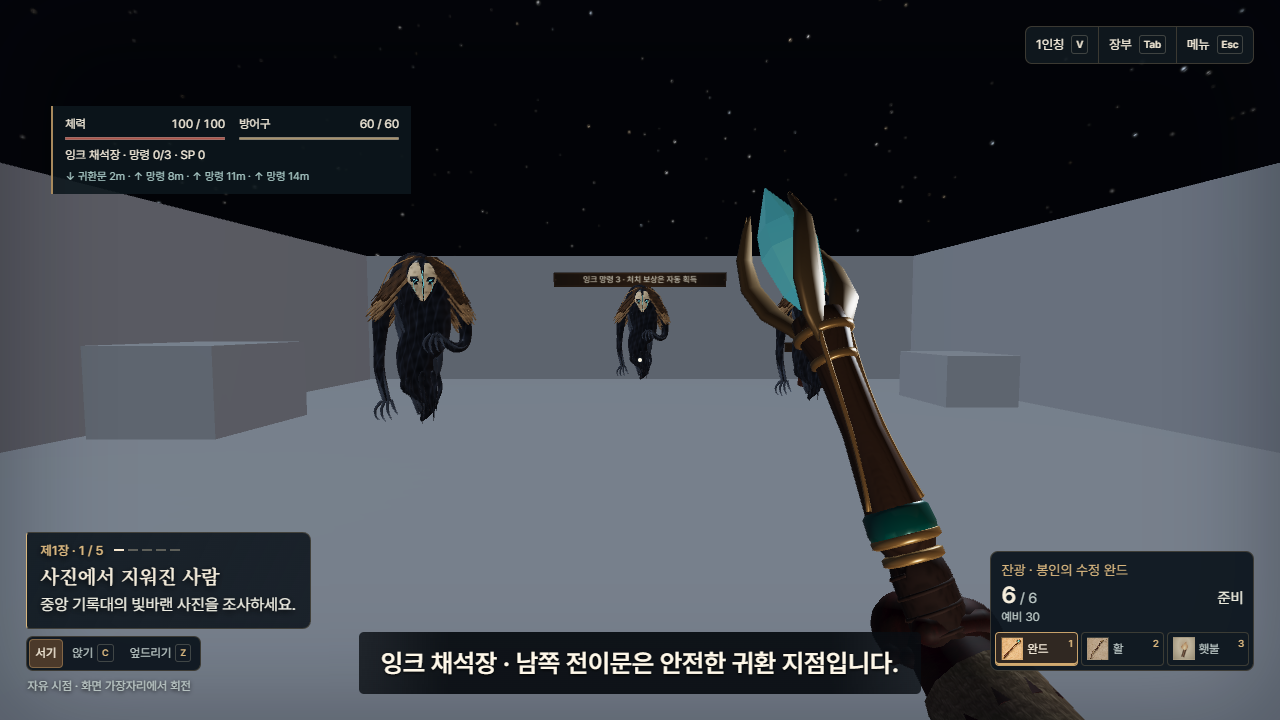 1인칭 V 장부 Tab 메뉴 Esc
체력 100 / 100 방어구 60 / 60
잉크 채석장 · 망령 0/3 · SP 0
↓ 귀환문 2m · ↑ 망령 8m · ↑ 망령 11m · ↑ 망령 14m
잉크 망령 3 · 처치 보상은 자동 획득
제1장 · 1 / 5
사진에서 지워진 사람
중앙 기록대의 빛바랜 사진을 조사하세요.
서기 앉기 C 엎드리기 Z
자유 시점 · 화면 가장자리에서 회전
잉크 채석장 · 남쪽 전이문은 안전한 귀환 지점입니다.
잔광 · 봉인의 수정 완드
6 / 6 준비
예비 30
완드 1 활 2 횃불 3